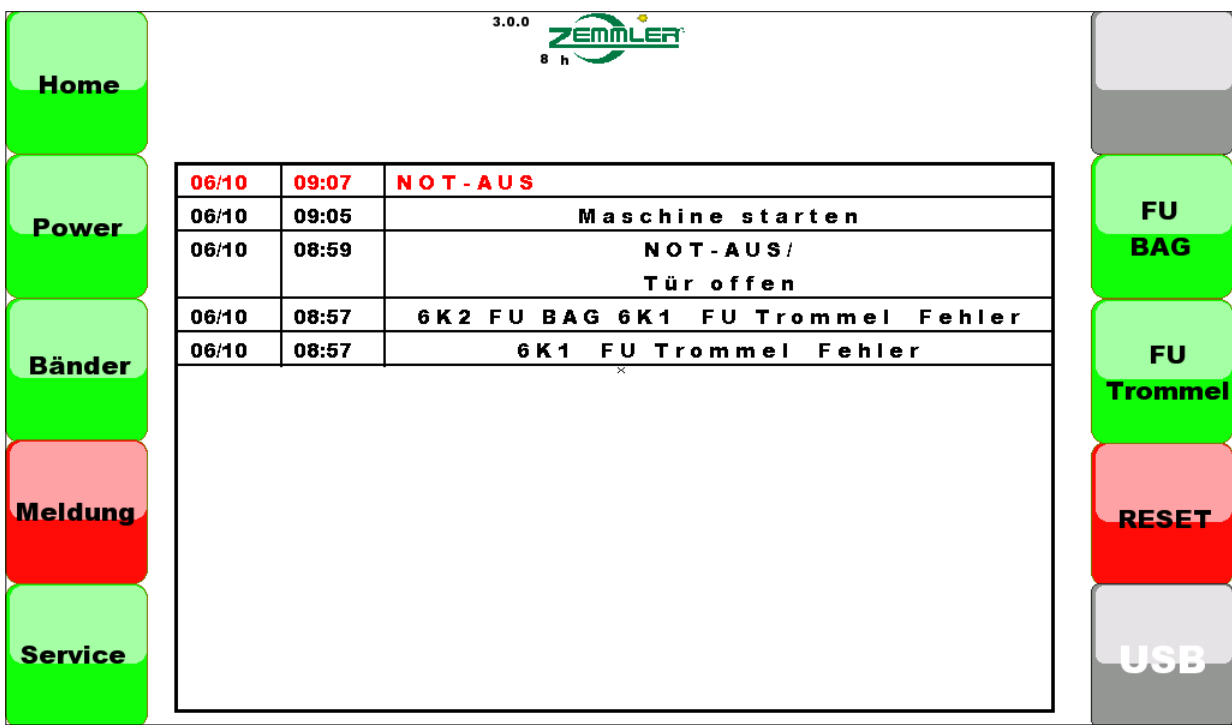 3.0.0
ZEMMLER
8 h
Home
Power
Bänder
Meldung
Service
06/10 09:07 NOT-AUS
06/10 09:05 Maschine starten
06/10 08:59 NOT-AUS/
Tür offen
06/10 08:57 6K2 FU BAG 6K1 FU Trommel Fehler
06/10 08:57 6K1 FU Trommel Fehler
FU
BAG
FU
Trommel
RESET
USB